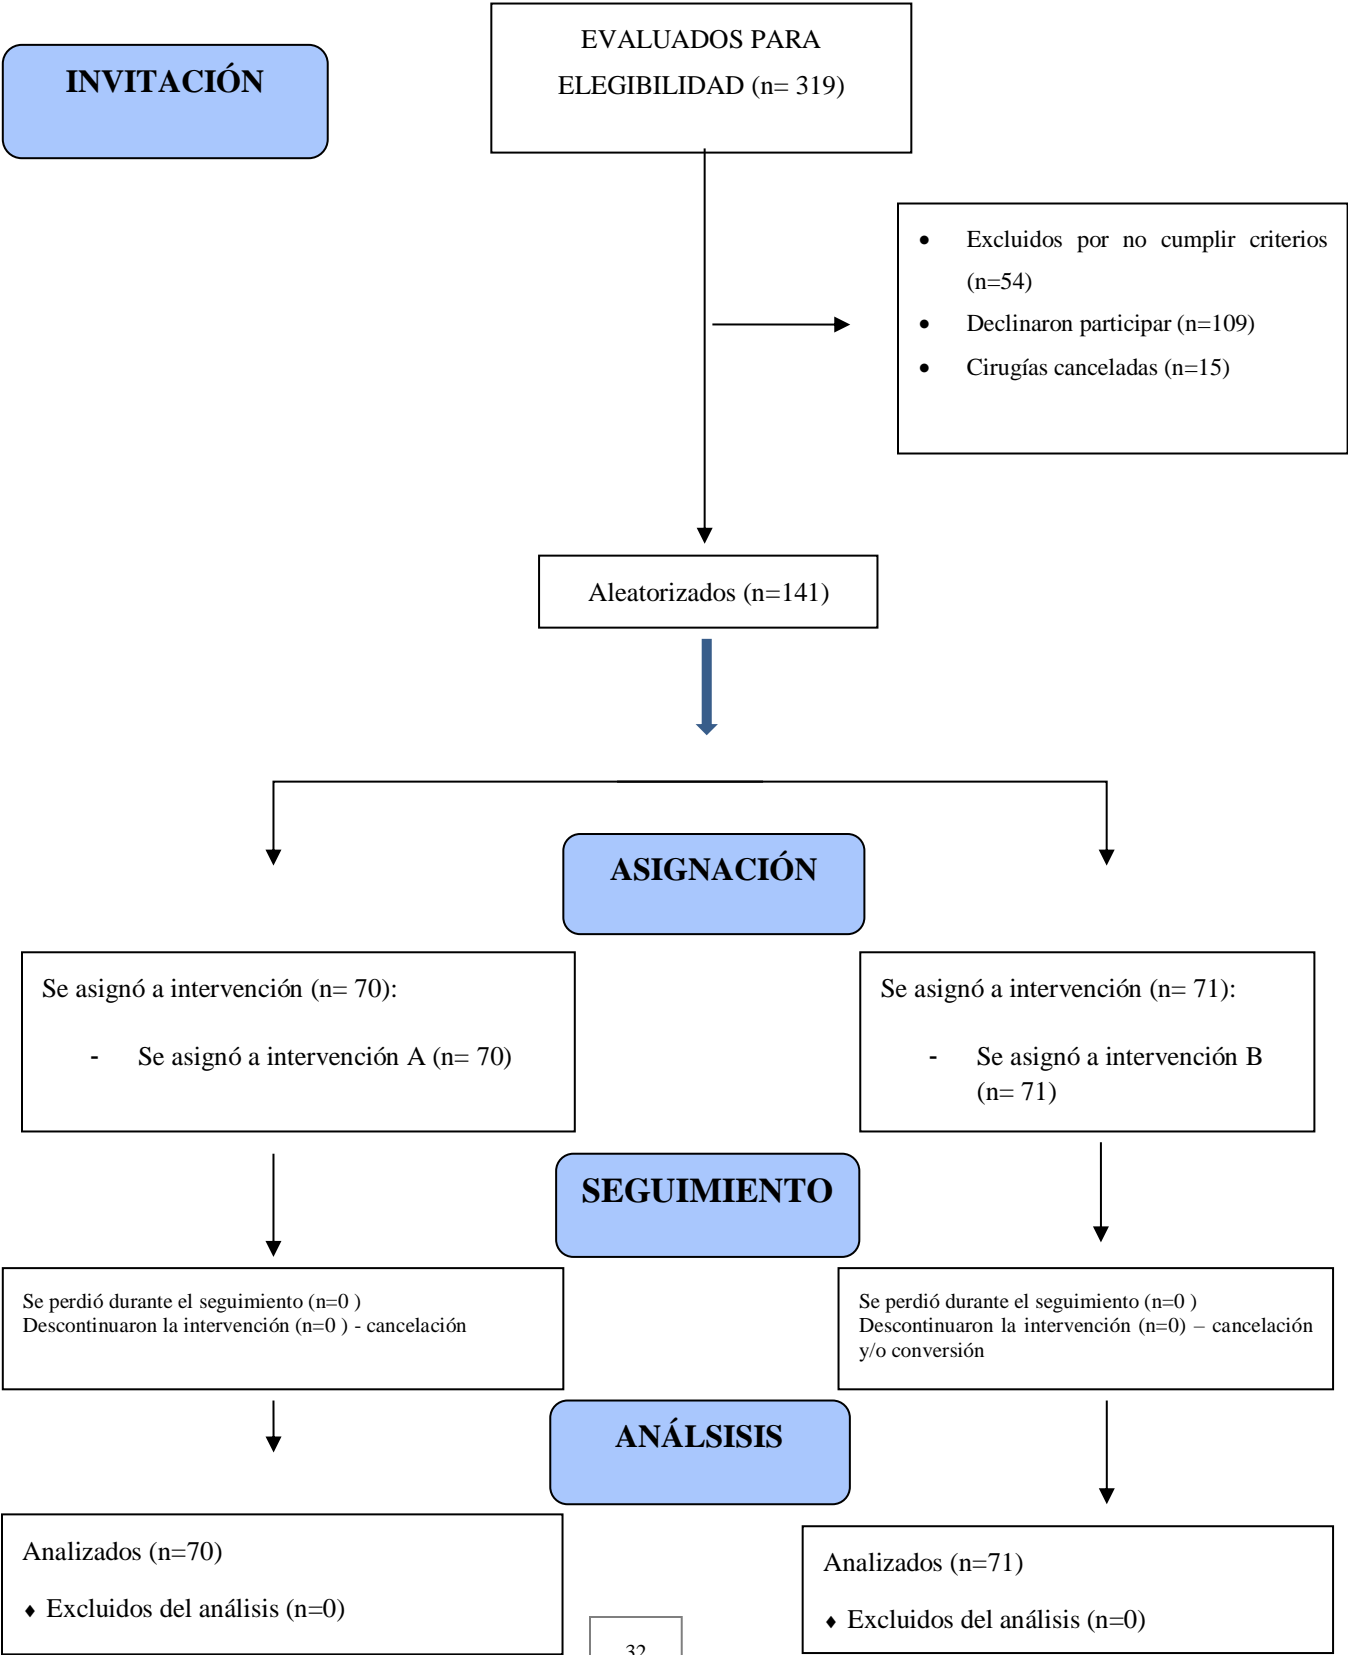 INVITACIÓN
EVALUADOS PARA
ELEGIBILIDAD (n= 319)
• Excluidos por no cumplir criterios
(n=54)
• Declinaron participar (n=109)
• Cirugías canceladas (n=15)
Aleatorizados (n=141)
ASIGNACIÓN
Se asignó a intervención (n= 70):
- Se asignó a intervención A (n= 70)
Se asignó a intervención (n= 71):
- Se asignó a intervención B
(n= 71)
SEGUIMIENTO
Se perdió durante el seguimiento (n=0 )
Descontinuaron la intervención (n=0 ) - cancelación
Se perdió durante el seguimiento (n=0 )
Descontinuaron la intervención (n=0) – cancelación
y/o conversión
ANÁLSISIS
Analizados (n=70)
♦ Excluidos del análisis (n=0)
Analizados (n=71)
♦ Excluidos del análisis (n=0)
32